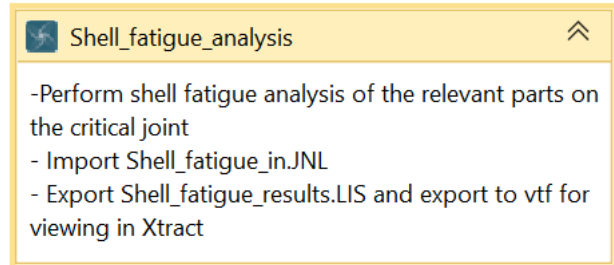 Shell_fatigue_analysis
-Perform shell fatigue analysis of the relevant parts on
the critical joint
- Import Shell_fatigue_in.JNL
- Export Shell_fatigue_results.LIS and export to vtf for
viewing in Xtract